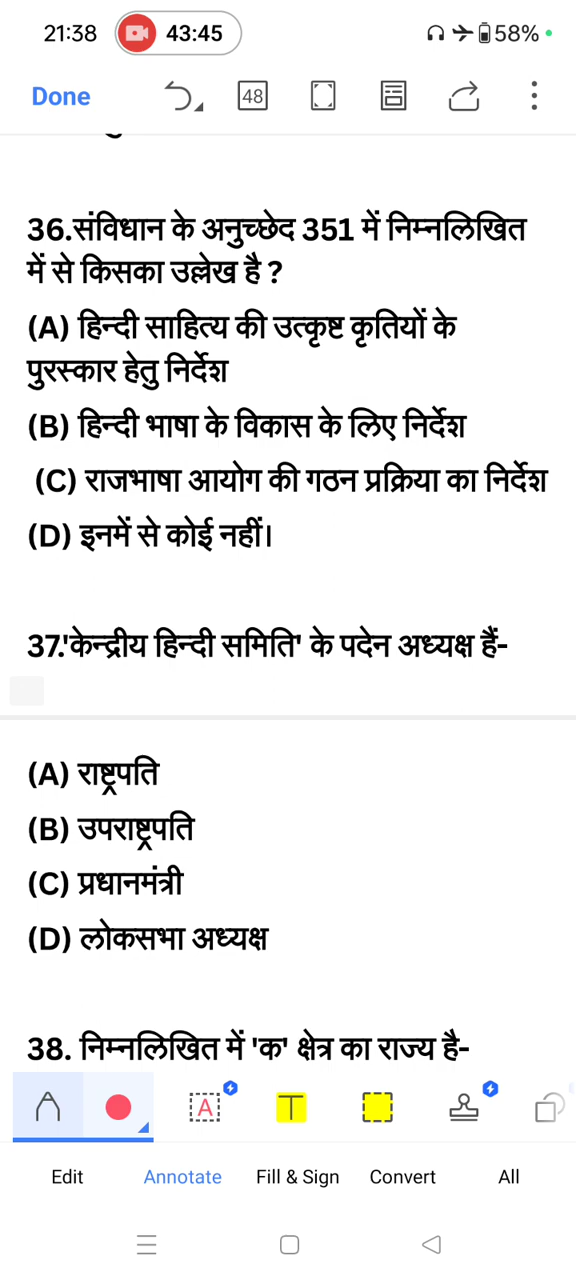 21:38
43:45
58%
Done
48
36.संविधान के अनुच्छेद 351 में निम्नलिखित
में से किसका उल्लेख है ?
(A) हिन्दी साहित्य की उत्कृष्ट कृतियों के
पुरस्कार हेतु निर्देश
(B) हिन्दी भाषा के विकास के लिए निर्देश
(C) राजभाषा आयोग की गठन प्रक्रिया का निर्देश
(D) इनमें से कोई नहीं।
37.'केन्द्रीय हिन्दी समिति' के पदेन अध्यक्ष हैं-
(A) राष्ट्रपति
(B) उपराष्ट्रपति
(C) प्रधानमंत्री
(D) लोकसभा अध्यक्ष
38. निम्नलिखित में 'क' क्षेत्र का राज्य है-
A
T
Edit
Annotate
Fill & Sign
Convert
All